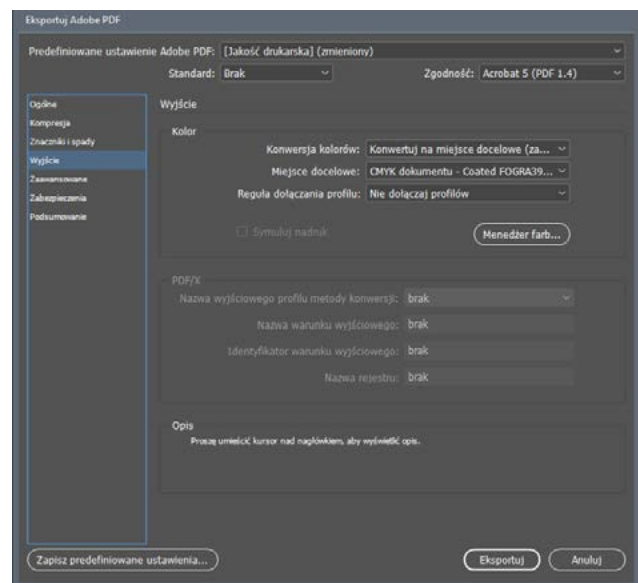 Eksportuj Adobe PDF
Predefiniowane ustawienie Adobe PDF: [Jakość drukarska] (zmieniony)
Standard: Brak Zgodność: Acrobat 5 (PDF 1.4)
Ogólne
Kompresja
Znaczniki i spady
Wyjście
Zaawansowane
Zabezpieczenia
Podsumowanie
Wyjście
Kolor
Konwersja kolorów: Konwertuj na miejsce docelowe (za...
Miejsce docelowe: CMYK dokumentu - Coated FOGRA39...
Reguła dołączania profilu: Nie dołączaj profilów
Symuluj nadruk
Menedżer farb...
PDF/X
Nazwa wyjściowego profilu metody konwersji: brak
Nazwa warunku wyjściowego: brak
Identyfikator warunku wyjściowego: brak
Nazwa rejestru: brak
Opis
Proszę umieścić kursor nad nagłówkiem, aby wyświetlić opis.
Zapisz predefiniowane ustawienia... Eksportuj Anuluj